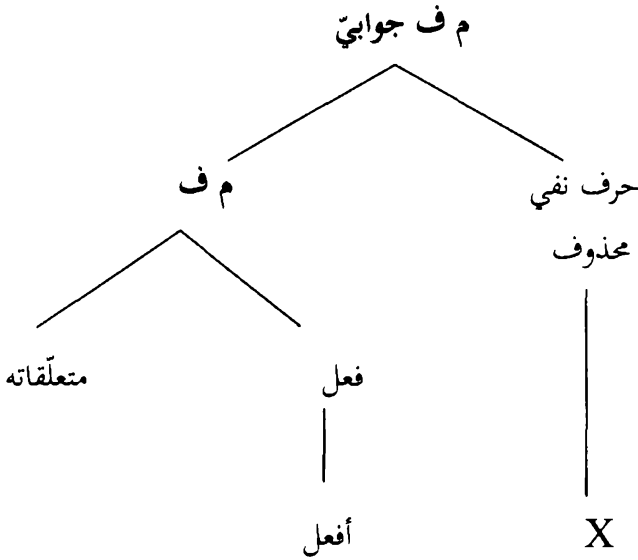 م ف جوابيّ
حرف نفي
محذوف
م ف
فعل
متعلّقاته
X
أفعل